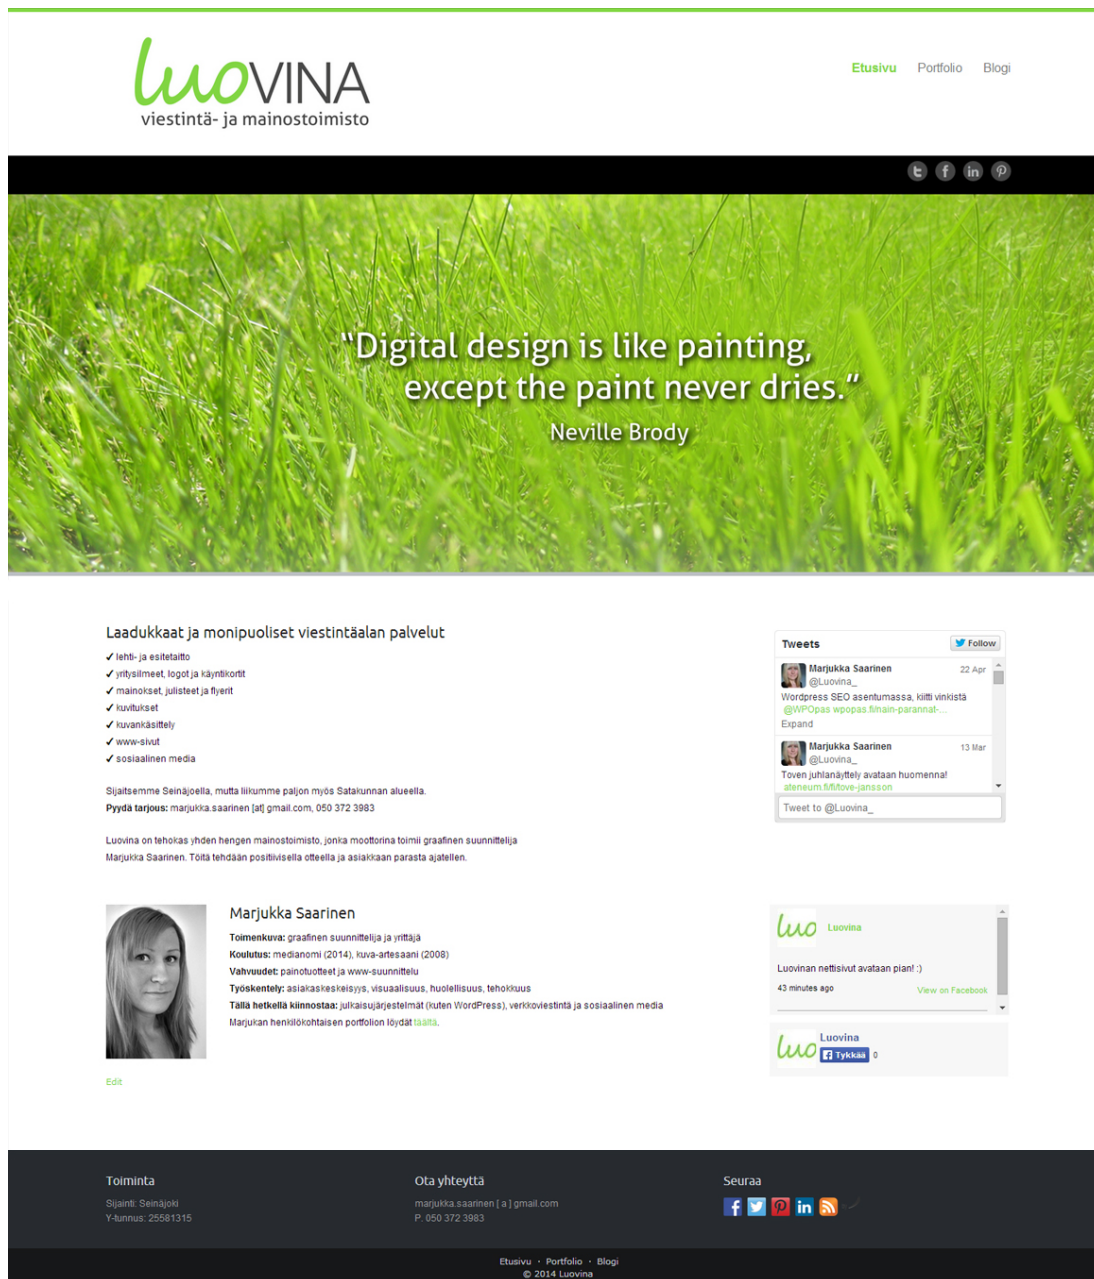 luoVINA
viestintä- ja mainostoimisto
Etusivu Portfolio Blogi
“Digital design is like painting,
except the paint never dries.”
Neville Brody
Laadukkaat ja monipuoliset viestintäalan palvelut
✓ lehti- ja esitetaitto
✓ yritysilmeet, logot ja käyntikortit
✓ mainokset, julisteet ja flyerit
✓ kuvitukset
✓ kuvankäsittely
✓ www-sivut
✓ sosiaalinen media
Sijaitsemme Seinäjoella, mutta liikumme paljon myös Satakunnan alueella.
Pyydä tarjous: marjukka.saarinen [at] gmail.com, 050 372 3983
Luovina on tehokas yhden hengen mainostoimisto, jonka moottorina toimii graafinen suunnittelija
Marjukka Saarinen. Töitä tehdään positiivisella otteella ja asiakkaan parasta ajatellen.
Tweets Follow
Marjukka Saarinen 22 Apr
@Luovina_
Wordpress SEO asentumassa, kiitti vinkistä
@WPOpas wpopas.fi/nain-parannat-...
Expand
Marjukka Saarinen 13 Mar
@Luovina_
Toven juhlanäyttely avataan huomenna!
ateneum.fi/fi/tove-jansson
Tweet to @Luovina_
Marjukka Saarinen
Toimenkuva: graafinen suunnittelija ja yrittäjä
Koulutus: medianomi (2014), kuva-artesaani (2008)
Vahvuudet: painotuotteet ja www-suunnittelu
Työskentely: asiakaskeskeisyys, visuaalisuus, huolellisuus, tehokkuus
Tällä hetkellä kiinnostaa: julkaisujärjestelmät (kuten WordPress), verkkoviestintä ja sosiaalinen media
Marjukan henkilökohtaisen portfolion löydät täältä.
Edit
luo Luovina
Luovinan nettisivut avataan pian! :)
43 minutes ago View on Facebook
luo Luovina
Tykkää 0
Toiminta
Sijainti: Seinäjoki
Y-tunnus: 25581315
Ota yhteyttä
marjukka.saarinen [ a ] gmail.com
P. 050 372 3983
Seuraa
Etusivu · Portfolio · Blogi
© 2014 Luovina